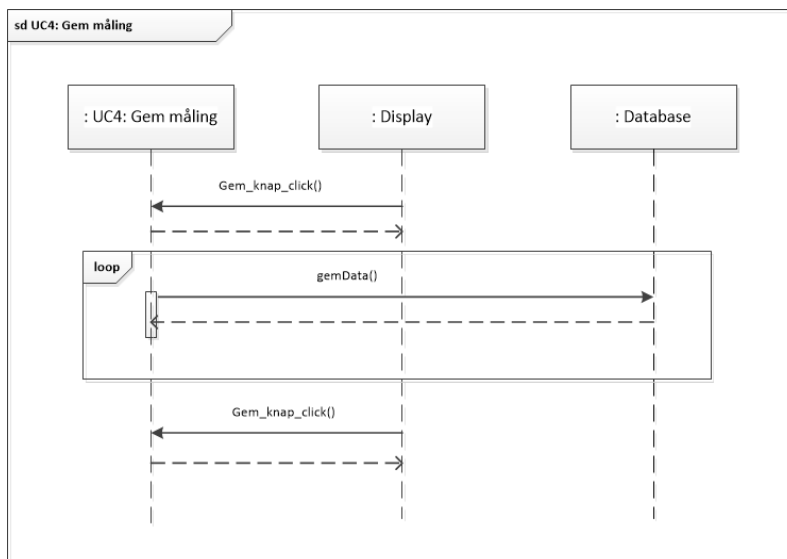 sd UC4: Gem måling
: UC4: Gem måling
: Display
: Database
Gem_knap_click()
loop
gemData()
Gem_knap_click()